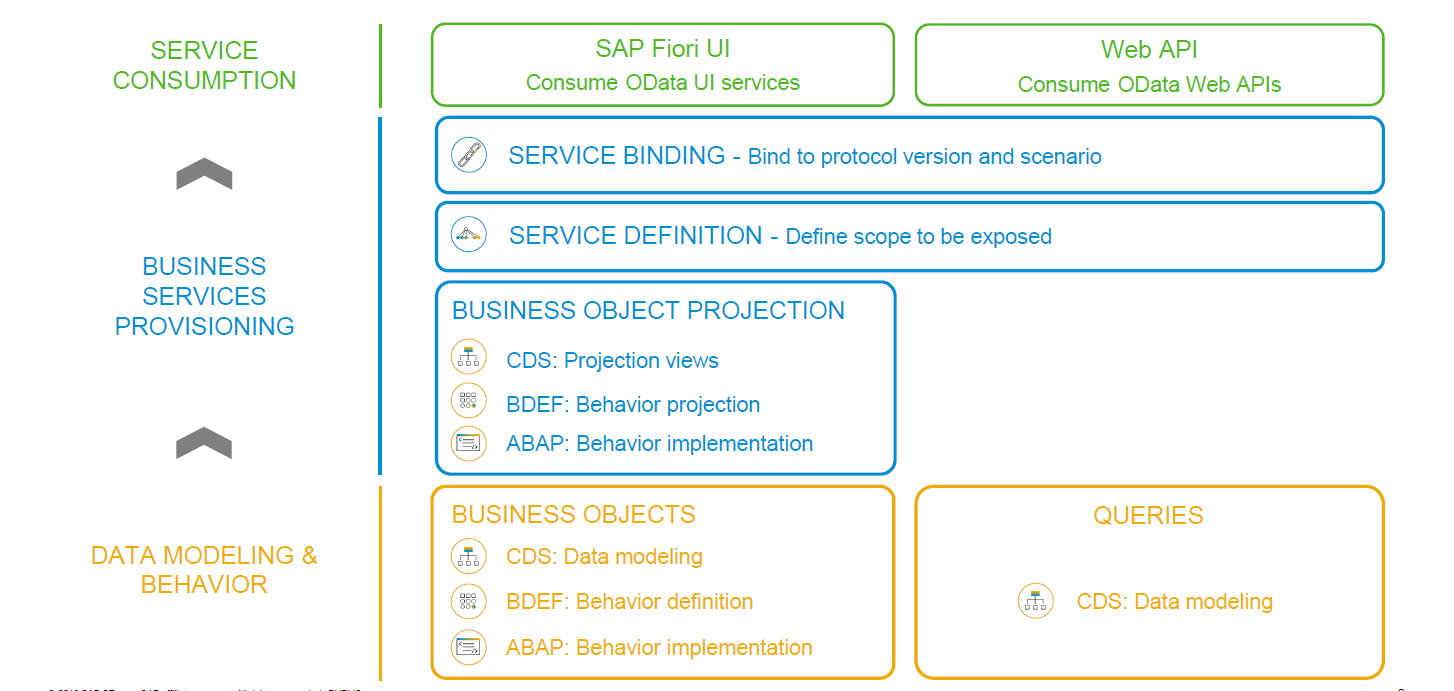 SERVICE
CONSUMPTION
SAP Fiori UI
Consume OData UI services
Web API
Consume OData Web APIs
SERVICE BINDING - Bind to protocol version and scenario
SERVICE DEFINITION - Define scope to be exposed
BUSINESS
SERVICES
PROVISIONING
BUSINESS OBJECT PROJECTION
CDS: Projection views
BDEF: Behavior projection
ABAP: Behavior implementation
DATA MODELING &
BEHAVIOR
BUSINESS OBJECTS
CDS: Data modeling
BDEF: Behavior definition
ABAP: Behavior implementation
QUERIES
CDS: Data modeling